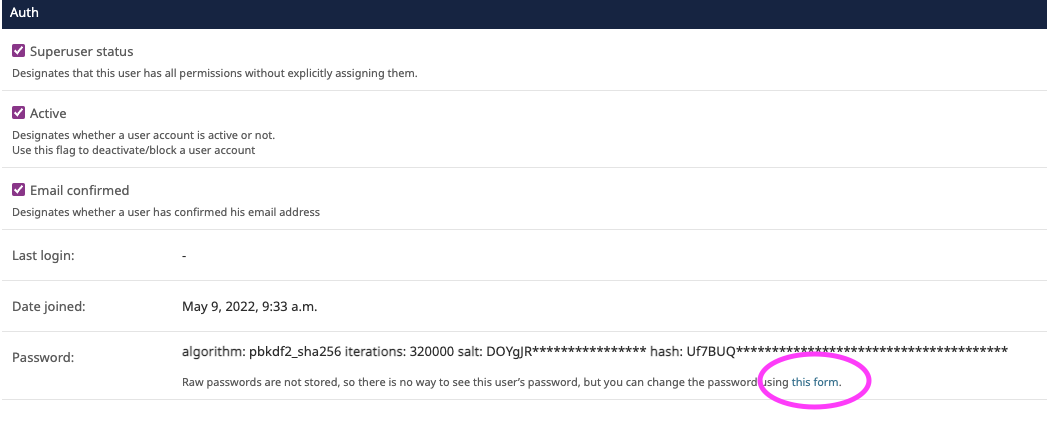 Auth
Superuser status
Designates that this user has all permissions without explicitly assigning them.
Active
Designates whether a user account is active or not.
Use this flag to deactivate/block a user account
Email confirmed
Designates whether a user has confirmed his email address
Last login: -
Date joined: May 9, 2022, 9:33 a.m.
Password: algorithm: pbkdf2_sha256 iterations: 320000 salt: DOYgJR**************** hash: Uf7BUQ**************************************
Raw passwords are not stored, so there is no way to see this user's password, but you can change the password using this form.